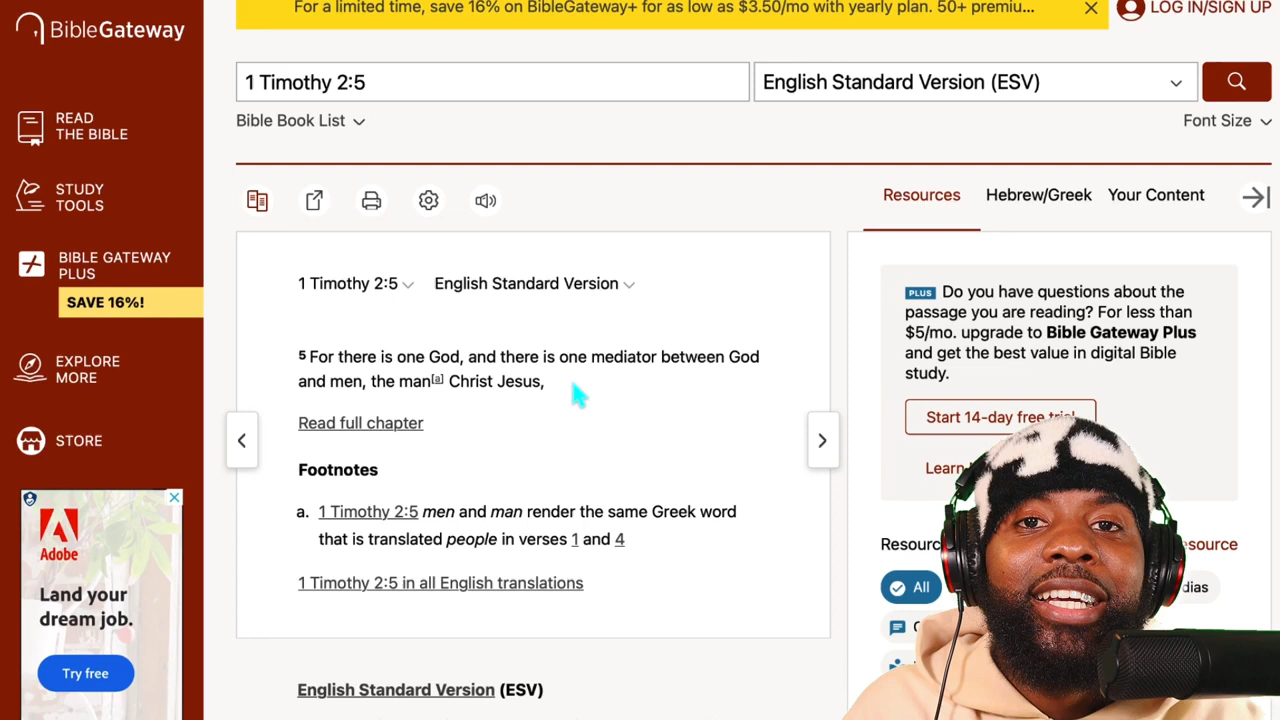 BibleGateway
For a limited time, save 16% on BibleGateway+ for as low as $3.50/mo with yearly plan. 50+ premiu...
LOG IN/SIGN UP
1 Timothy 2:5
English Standard Version (ESV)
Bible Book List
Font Size
READ
THE BIBLE
STUDY
TOOLS
BIBLE GATEWAY
PLUS
SAVE 16%!
EXPLORE
MORE
STORE
Adobe
Land your
dream job.
Try free
1 Timothy 2:5
English Standard Version
5 For there is one God, and there is one mediator between God
and men, the man[a] Christ Jesus,
Read full chapter
Footnotes
a. 1 Timothy 2:5 men and man render the same Greek word
that is translated people in verses 1 and 4
1 Timothy 2:5 in all English translations
English Standard Version (ESV)
Resources
Hebrew/Greek
Your Content
PLUS Do you have questions about the
passage you are reading? For less than
$5/mo. upgrade to Bible Gateway Plus
and get the best value in digital Bible
study.
Start 14-day free trial
Learn
All